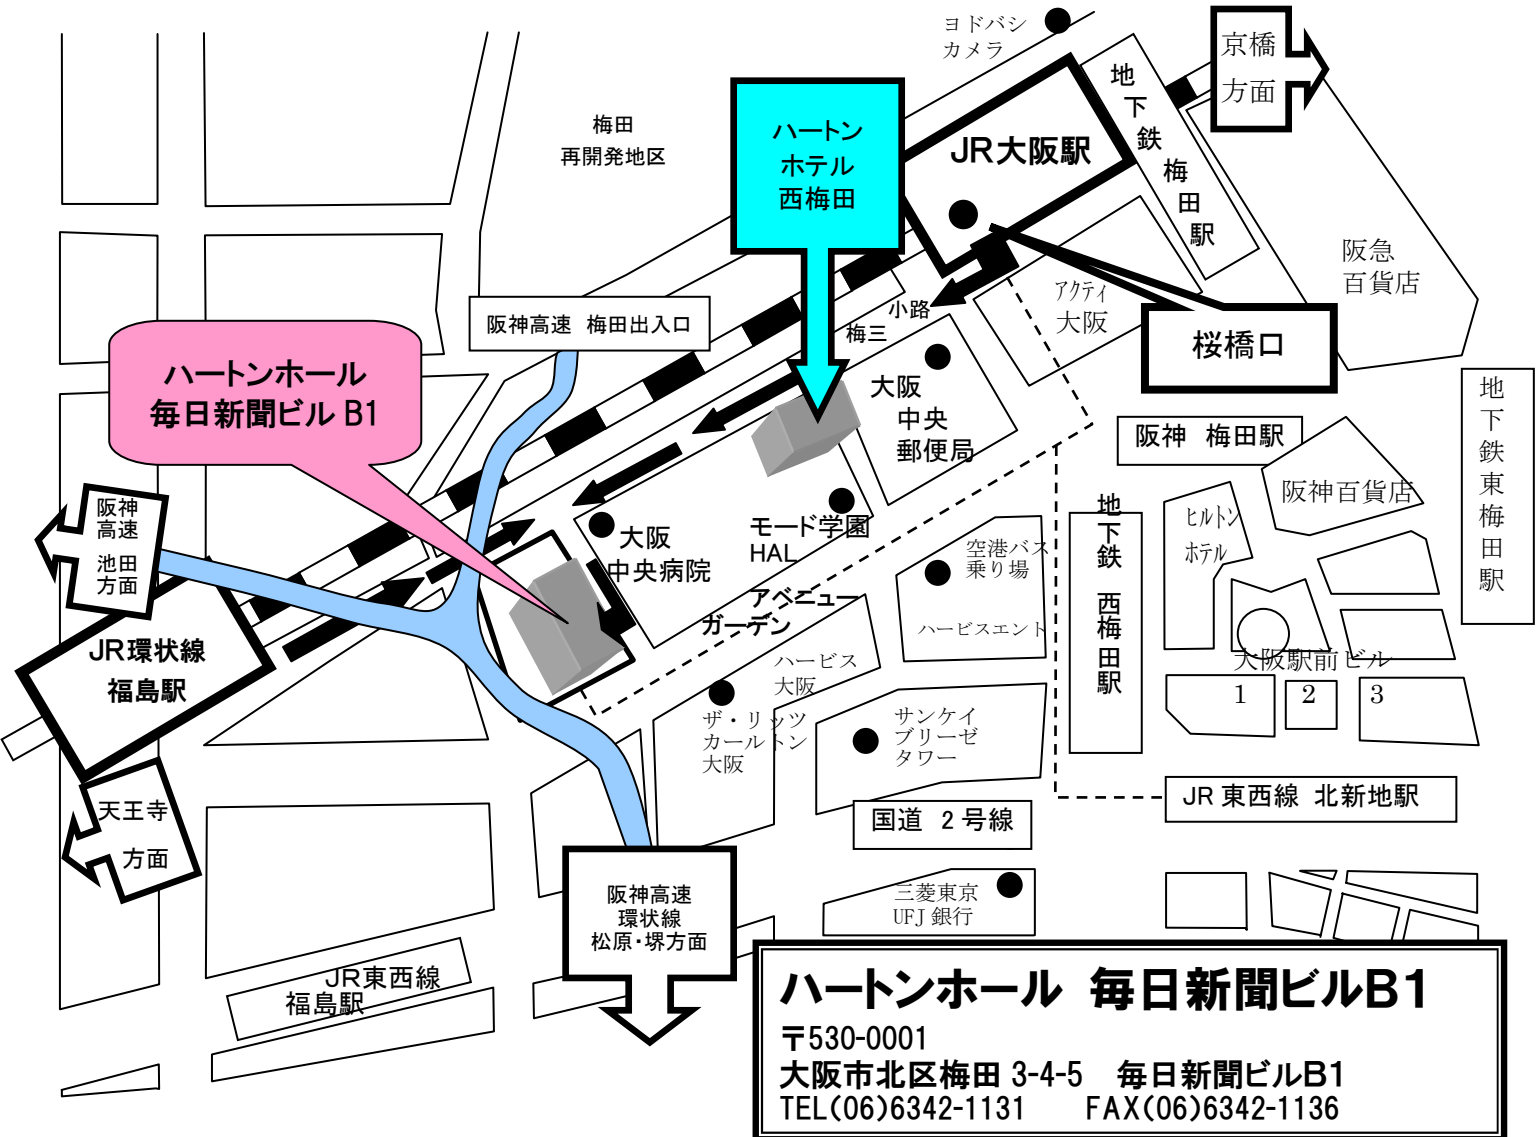 ヨドバシ
カメラ
京橋
方面
地下鉄梅田駅
JR大阪駅
梅田
再開発地区
ハートン
ホテル
西梅田
阪急
百貨店
アクティ
大阪
小路
梅三
桜橋口
阪神高速 梅田出入口
ハートンホール
毎日新聞ビル B1
大阪
中央
郵便局
阪神 梅田駅
地下鉄東梅田駅
阪神百貨店
ヒルトン
ホテル
地下鉄 西梅田駅
阪神
高速
池田
方面
大阪
中央病院
モード学園
HAL
空港バス
乗り場
アベニュー
ガーデン
ハービスエント
JR環状線
福島駅
ハービス
大阪
大阪駅前ビル
1 2 3
ザ・リッツ
カールトン
大阪
サンケイ
ブリーゼ
タワー
天王寺
方面
国道 2号線
JR東西線 北新地駅
阪神高速
環状線
松原・堺方面
三菱東京
UFJ銀行
JR東西線
福島駅
ハートンホール 毎日新聞ビルB1
〒530-0001
大阪市北区梅田 3-4-5 毎日新聞ビルB1
TEL(06)6342-1131 FAX(06)6342-1136